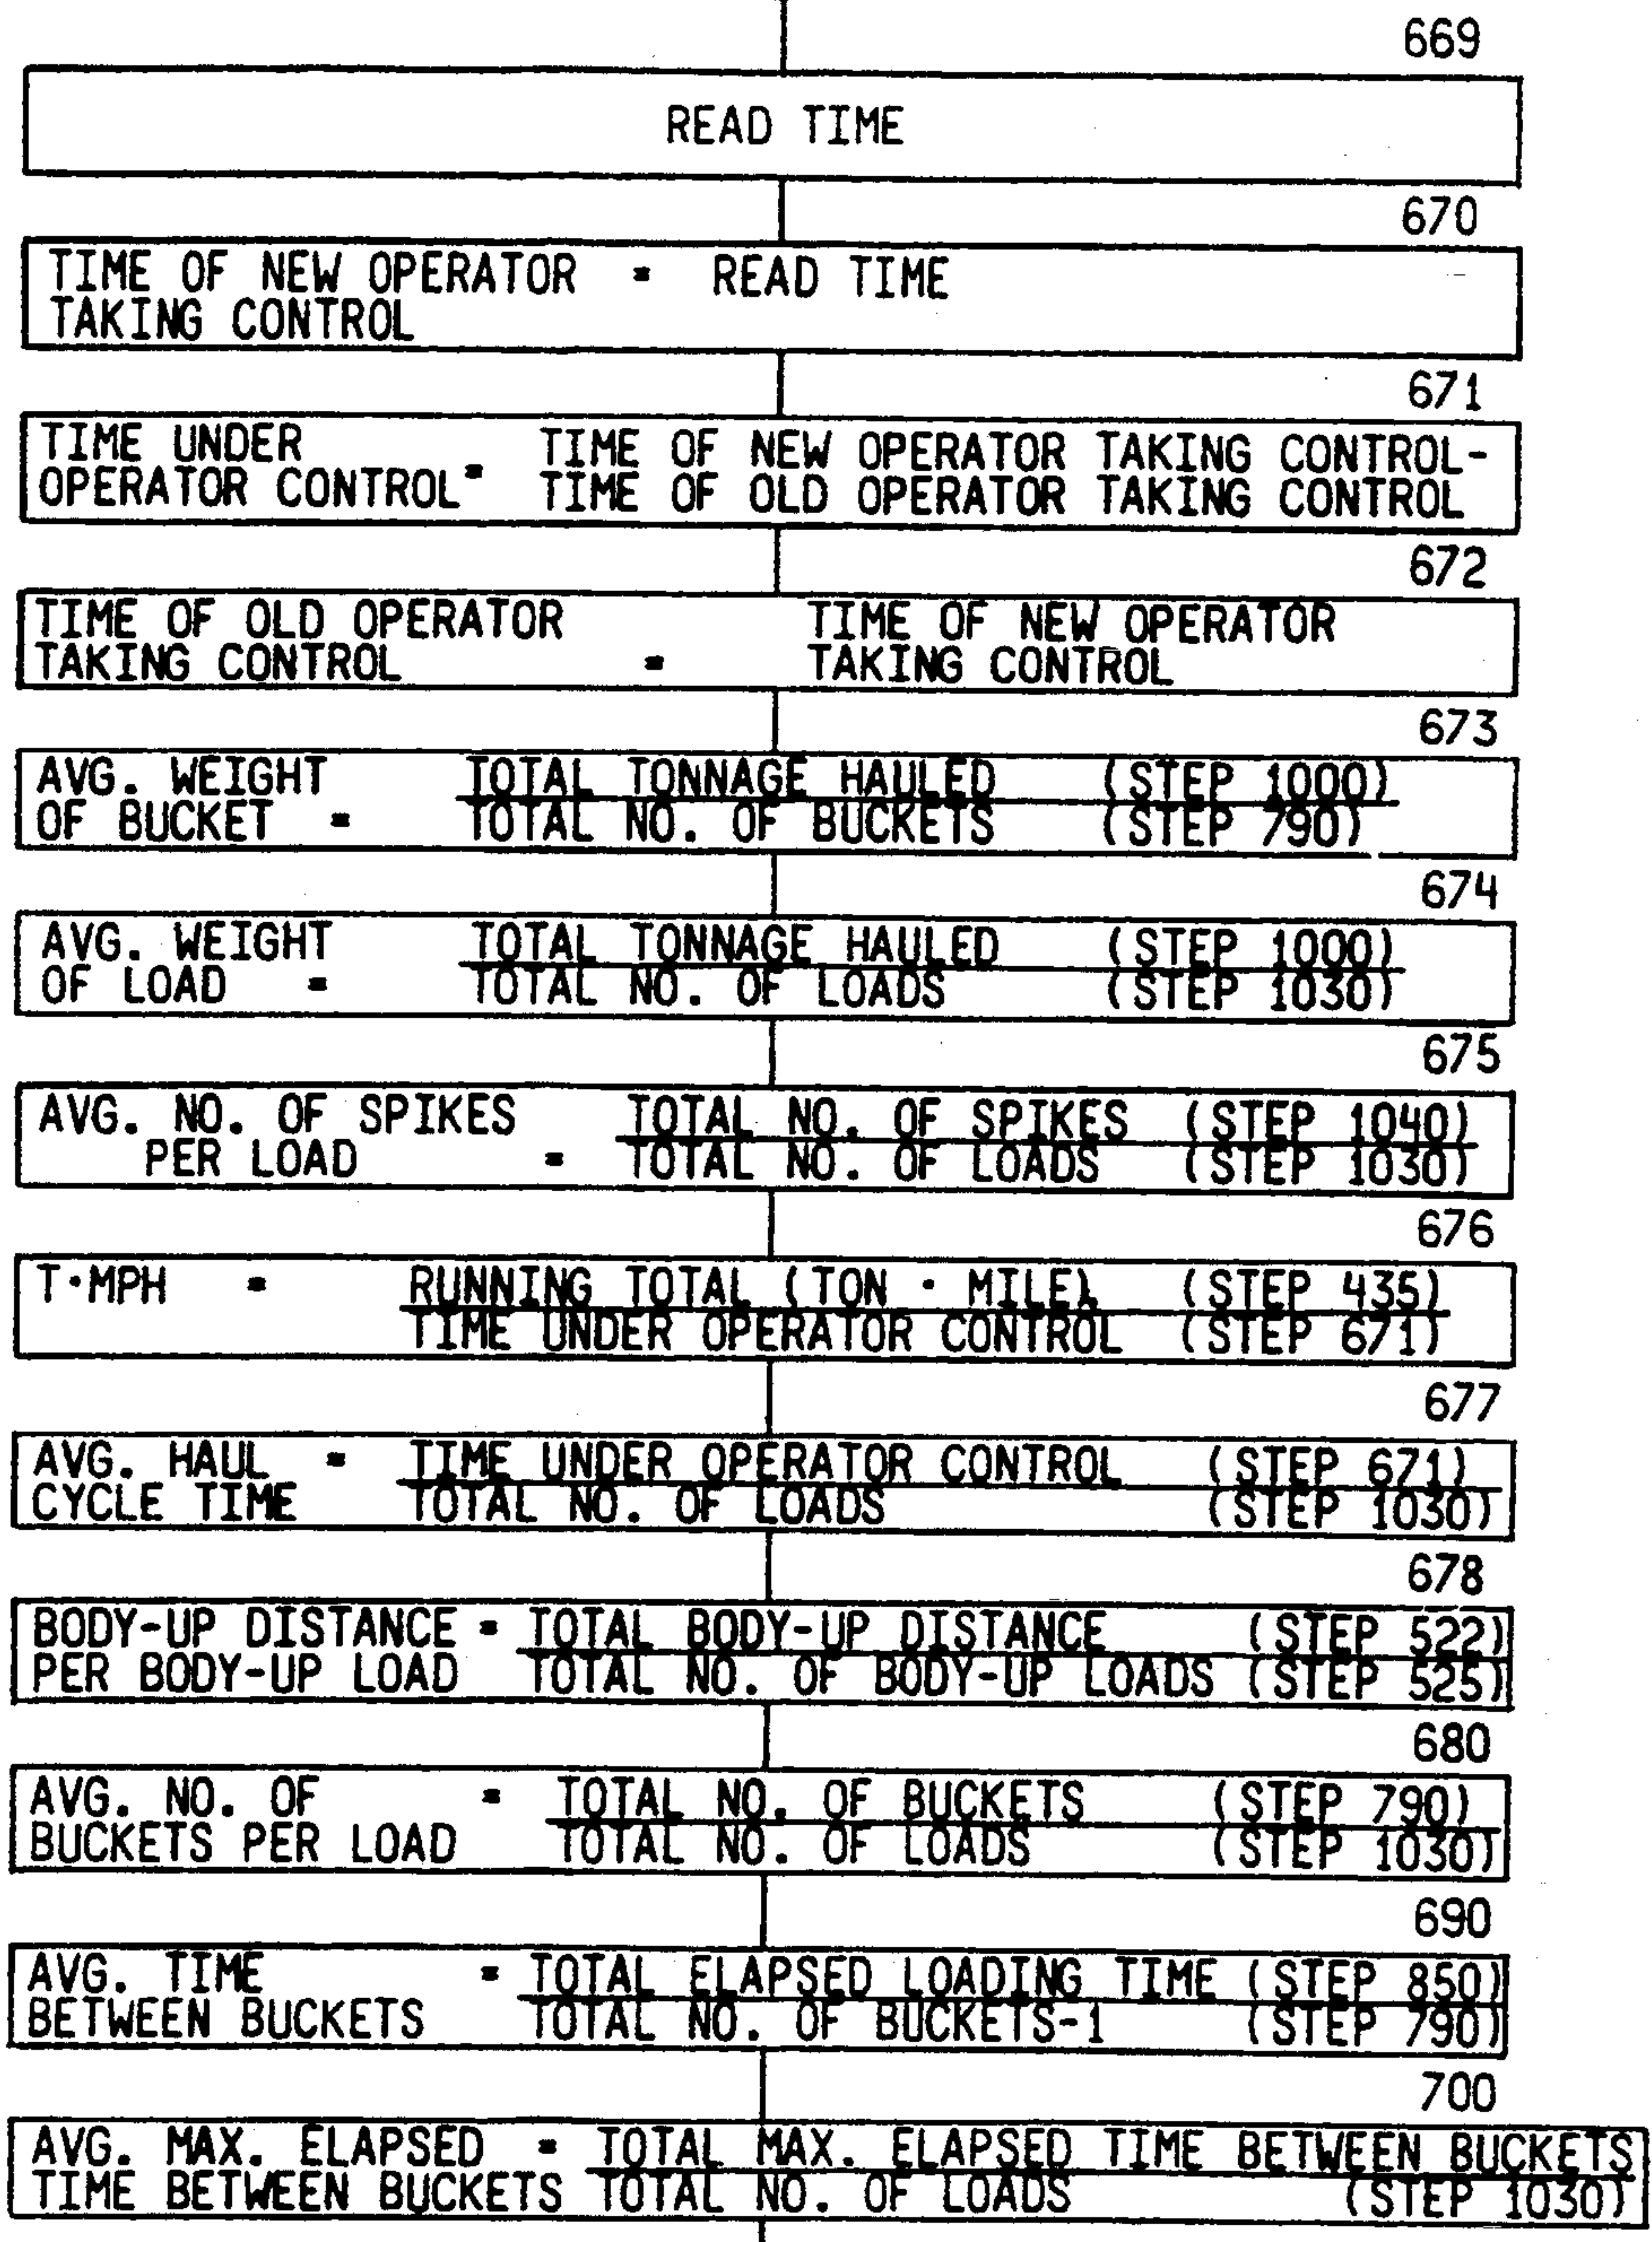 669
READ TIME
670
TIME OF NEW OPERATOR = READ TIME
TAKING CONTROL
671
TIME UNDER TIME OF NEW OPERATOR TAKING CONTROL-
OPERATOR CONTROL = TIME OF OLD OPERATOR TAKING CONTROL
672
TIME OF OLD OPERATOR TIME OF NEW OPERATOR
TAKING CONTROL = TAKING CONTROL
673
AVG. WEIGHT TOTAL TONNAGE HAULED (STEP 1000)
OF BUCKET = TOTAL NO. OF BUCKETS (STEP 790)
674
AVG. WEIGHT TOTAL TONNAGE HAULED (STEP 1000)
OF LOAD = TOTAL NO. OF LOADS (STEP 1030)
675
AVG. NO. OF SPIKES TOTAL NO. OF SPIKES (STEP 1040)
PER LOAD = TOTAL NO. OF LOADS (STEP 1030)
676
T·MPH = RUNNING TOTAL (TON · MILE) (STEP 435)
TIME UNDER OPERATOR CONTROL (STEP 671)
677
AVG. HAUL = TIME UNDER OPERATOR CONTROL (STEP 671)
CYCLE TIME TOTAL NO. OF LOADS (STEP 1030)
678
BODY-UP DISTANCE = TOTAL BODY-UP DISTANCE (STEP 522)
PER BODY-UP LOAD TOTAL NO. OF BODY-UP LOADS (STEP 525)
680
AVG. NO. OF = TOTAL NO. OF BUCKETS (STEP 790)
BUCKETS PER LOAD TOTAL NO. OF LOADS (STEP 1030)
690
AVG. TIME = TOTAL ELAPSED LOADING TIME (STEP 850)
BETWEEN BUCKETS TOTAL NO. OF BUCKETS-1 (STEP 790)
700
AVG. MAX. ELAPSED = TOTAL MAX. ELAPSED TIME BETWEEN BUCKETS
TIME BETWEEN BUCKETS TOTAL NO. OF LOADS (STEP 1030)